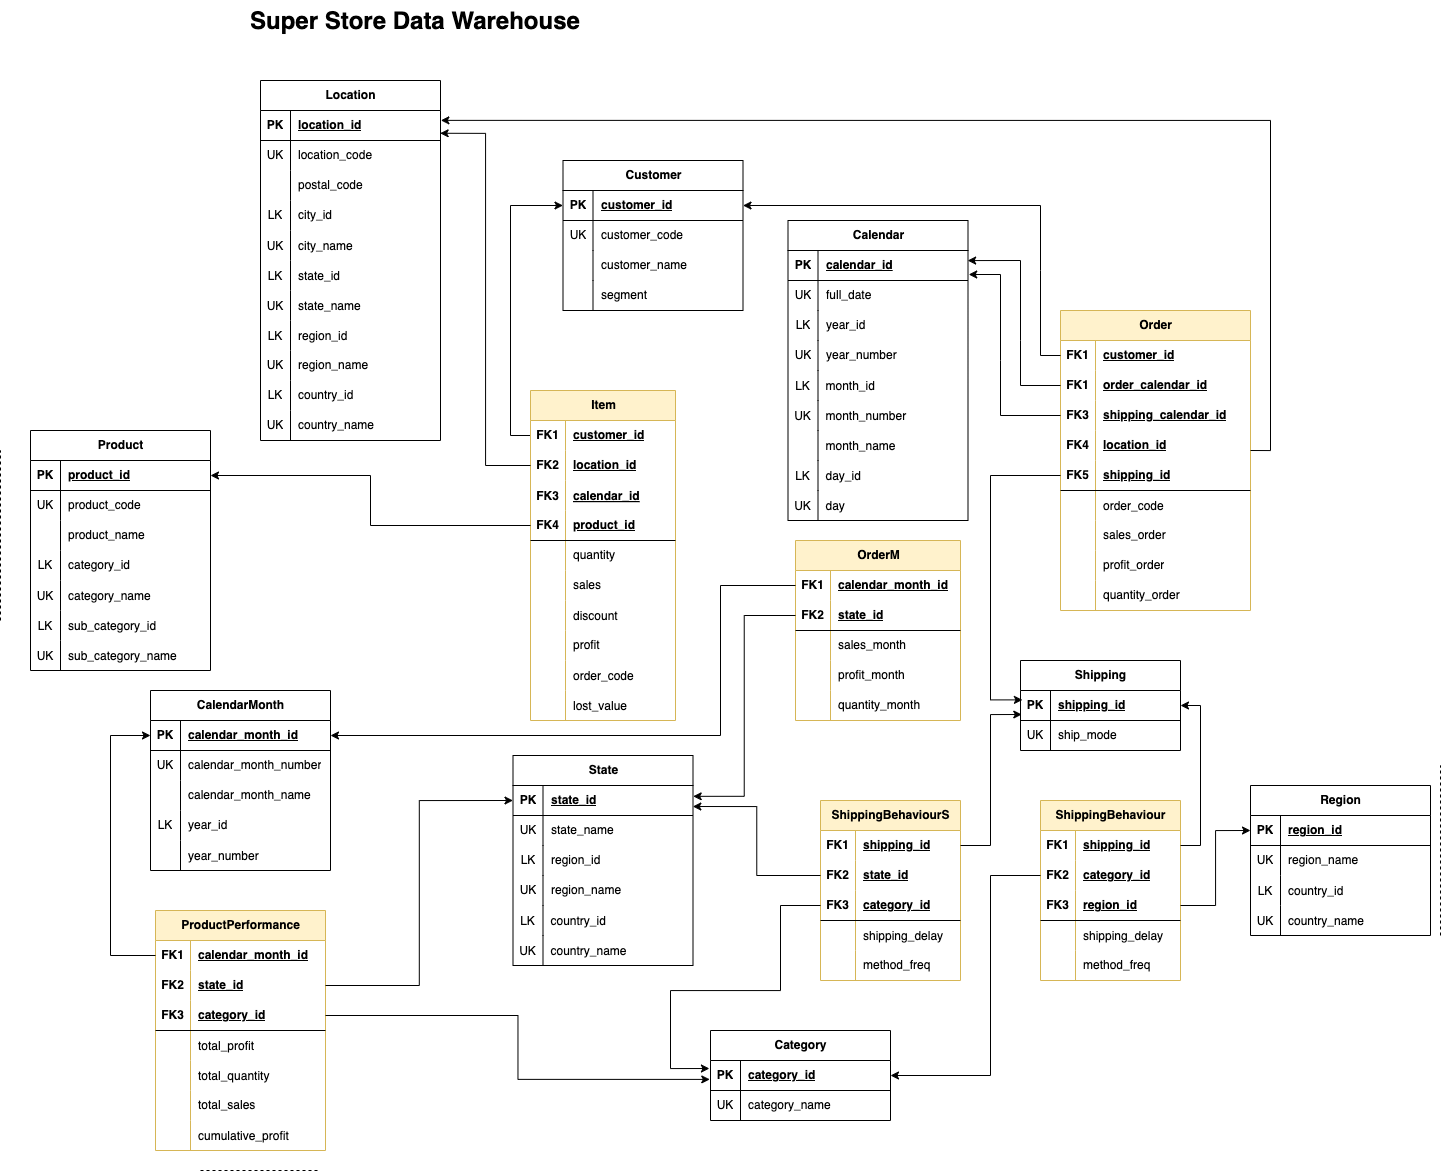 Super Store Data Warehouse
Location
PK location_id
UK location_code
postal_code
LK city_id
UK city_name
LK state_id
UK state_name
LK region_id
UK region_name
LK country_id
UK country_name
Customer
PK customer_id
UK customer_code
customer_name
segment
Calendar
PK calendar_id
UK full_date
LK year_id
UK year_number
LK month_id
UK month_number
month_name
LK day_id
UK day
Order
FK1 customer_id
FK1 order_calendar_id
FK3 shipping_calendar_id
FK4 location_id
FK5 shipping_id
order_code
sales_order
profit_order
quantity_order
Item
FK1 customer_id
FK2 location_id
FK3 calendar_id
FK4 product_id
quantity
sales
discount
profit
order_code
lost_value
Product
PK product_id
UK product_code
product_name
LK category_id
UK category_name
LK sub_category_id
UK sub_category_name
OrderM
FK1 calendar_month_id
FK2 state_id
sales_month
profit_month
quantity_month
Shipping
PK shipping_id
UK ship_mode
CalendarMonth
PK calendar_month_id
UK calendar_month_number
calendar_month_name
LK year_id
year_number
State
PK state_id
UK state_name
LK region_id
UK region_name
LK country_id
UK country_name
ShippingBehaviourS
FK1 shipping_id
FK2 state_id
FK3 category_id
shipping_delay
method_freq
ShippingBehaviour
FK1 shipping_id
FK2 category_id
FK3 region_id
shipping_delay
method_freq
Region
PK region_id
UK region_name
LK country_id
UK country_name
ProductPerformance
FK1 calendar_month_id
FK2 state_id
FK3 category_id
total_profit
total_quantity
total_sales
cumulative_profit
Category
PK category_id
UK category_name